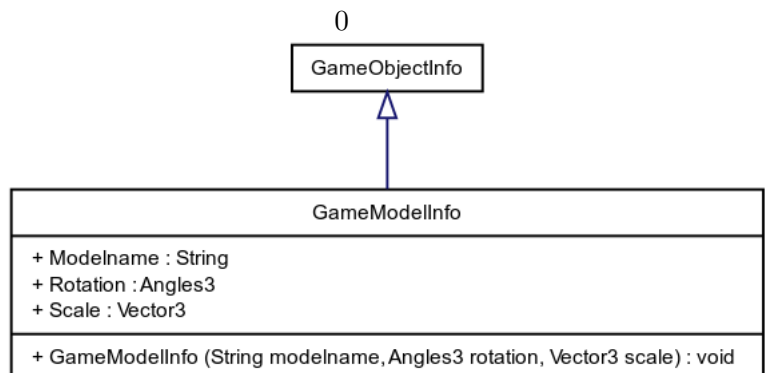 0
GameObjectInfo
GameModelInfo
+ Modelname : String
+ Rotation : Angles3
+ Scale : Vector3
+ GameModelInfo (String modelname, Angles3 rotation, Vector3 scale) : void